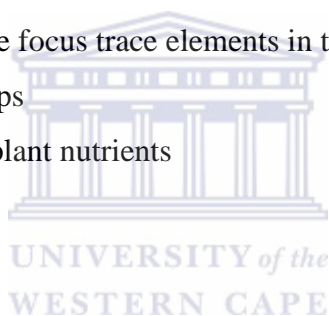 e focus trace elements in t
ps
plant nutrients
UNIVERSITY of the
WESTERN CAPE